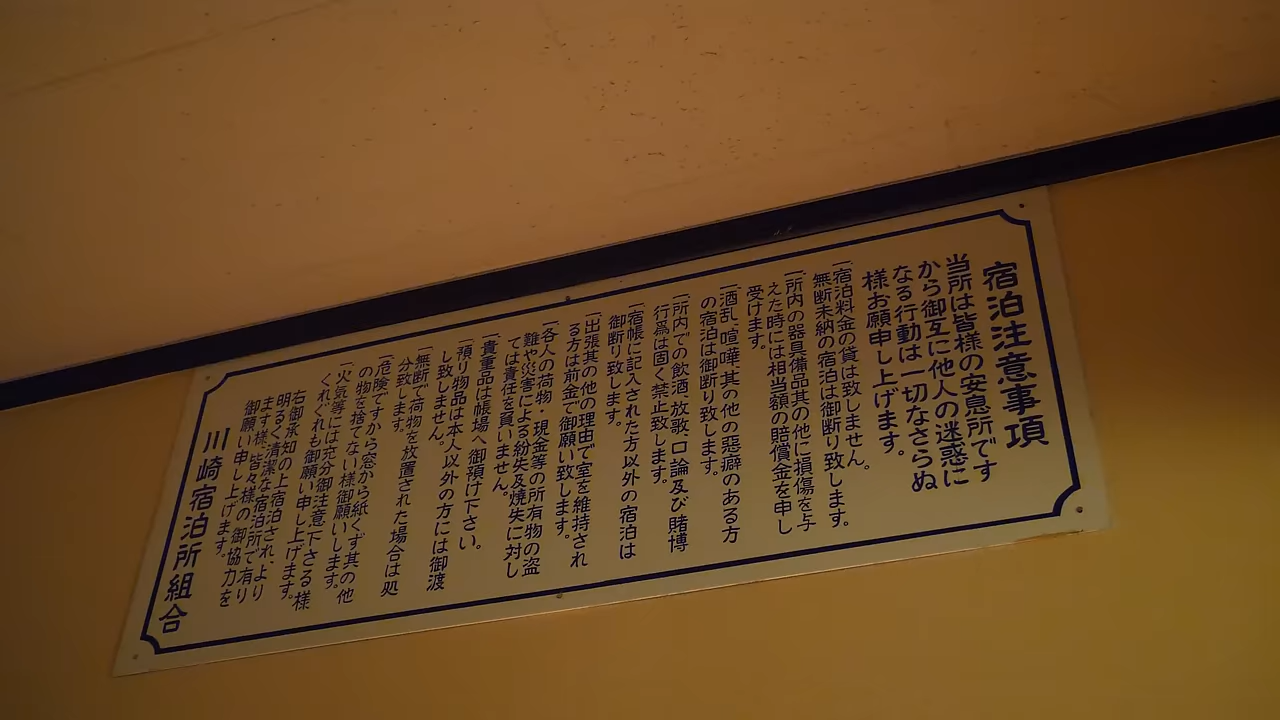 宿泊注意事項
当所は皆様の安息所です
から御互に他人の迷惑に
なる行動は一切なさらぬ
様お願申し上げます。
一、宿泊料金の貸は致しません。
無断未納の宿泊は御断り致します。
一、所内の器具備品其の他に損傷を与
えた時には相当額の賠償金を申し
受けます。
一、酒乱、喧嘩、其の他の惡癖のある方
の宿泊は御断り致します。
一、所内での飲酒、放歌、口論及び賭博
行爲は固く禁止致します。
一、宿帳に記入された方以外の宿泊は
御断り致します。
一、出張其の他の理由で室を維持され
る方は前金で御願い致します。
一、各人の荷物・現金等の所有物の盗
難や災害による紛失及焼失に対し
ては責任を負いません。
一、貴重品は帳場へ御預け下さい。
一、預り物品は本人以外の方には御渡
し致しません。
一、無断で荷物を放置された場合は処
分致します。
一、危険ですから窓から紙くず其の他
の物を捨てない様御願いします。
一、火気等には充分御注意下さる様
くれぐれも御願い申し上げます。
右御承知の上宿泊され、より
明るく清潔な宿泊所で有り
ます様、皆々様の御協力を
御願い申し上げます。
川崎宿泊所組合